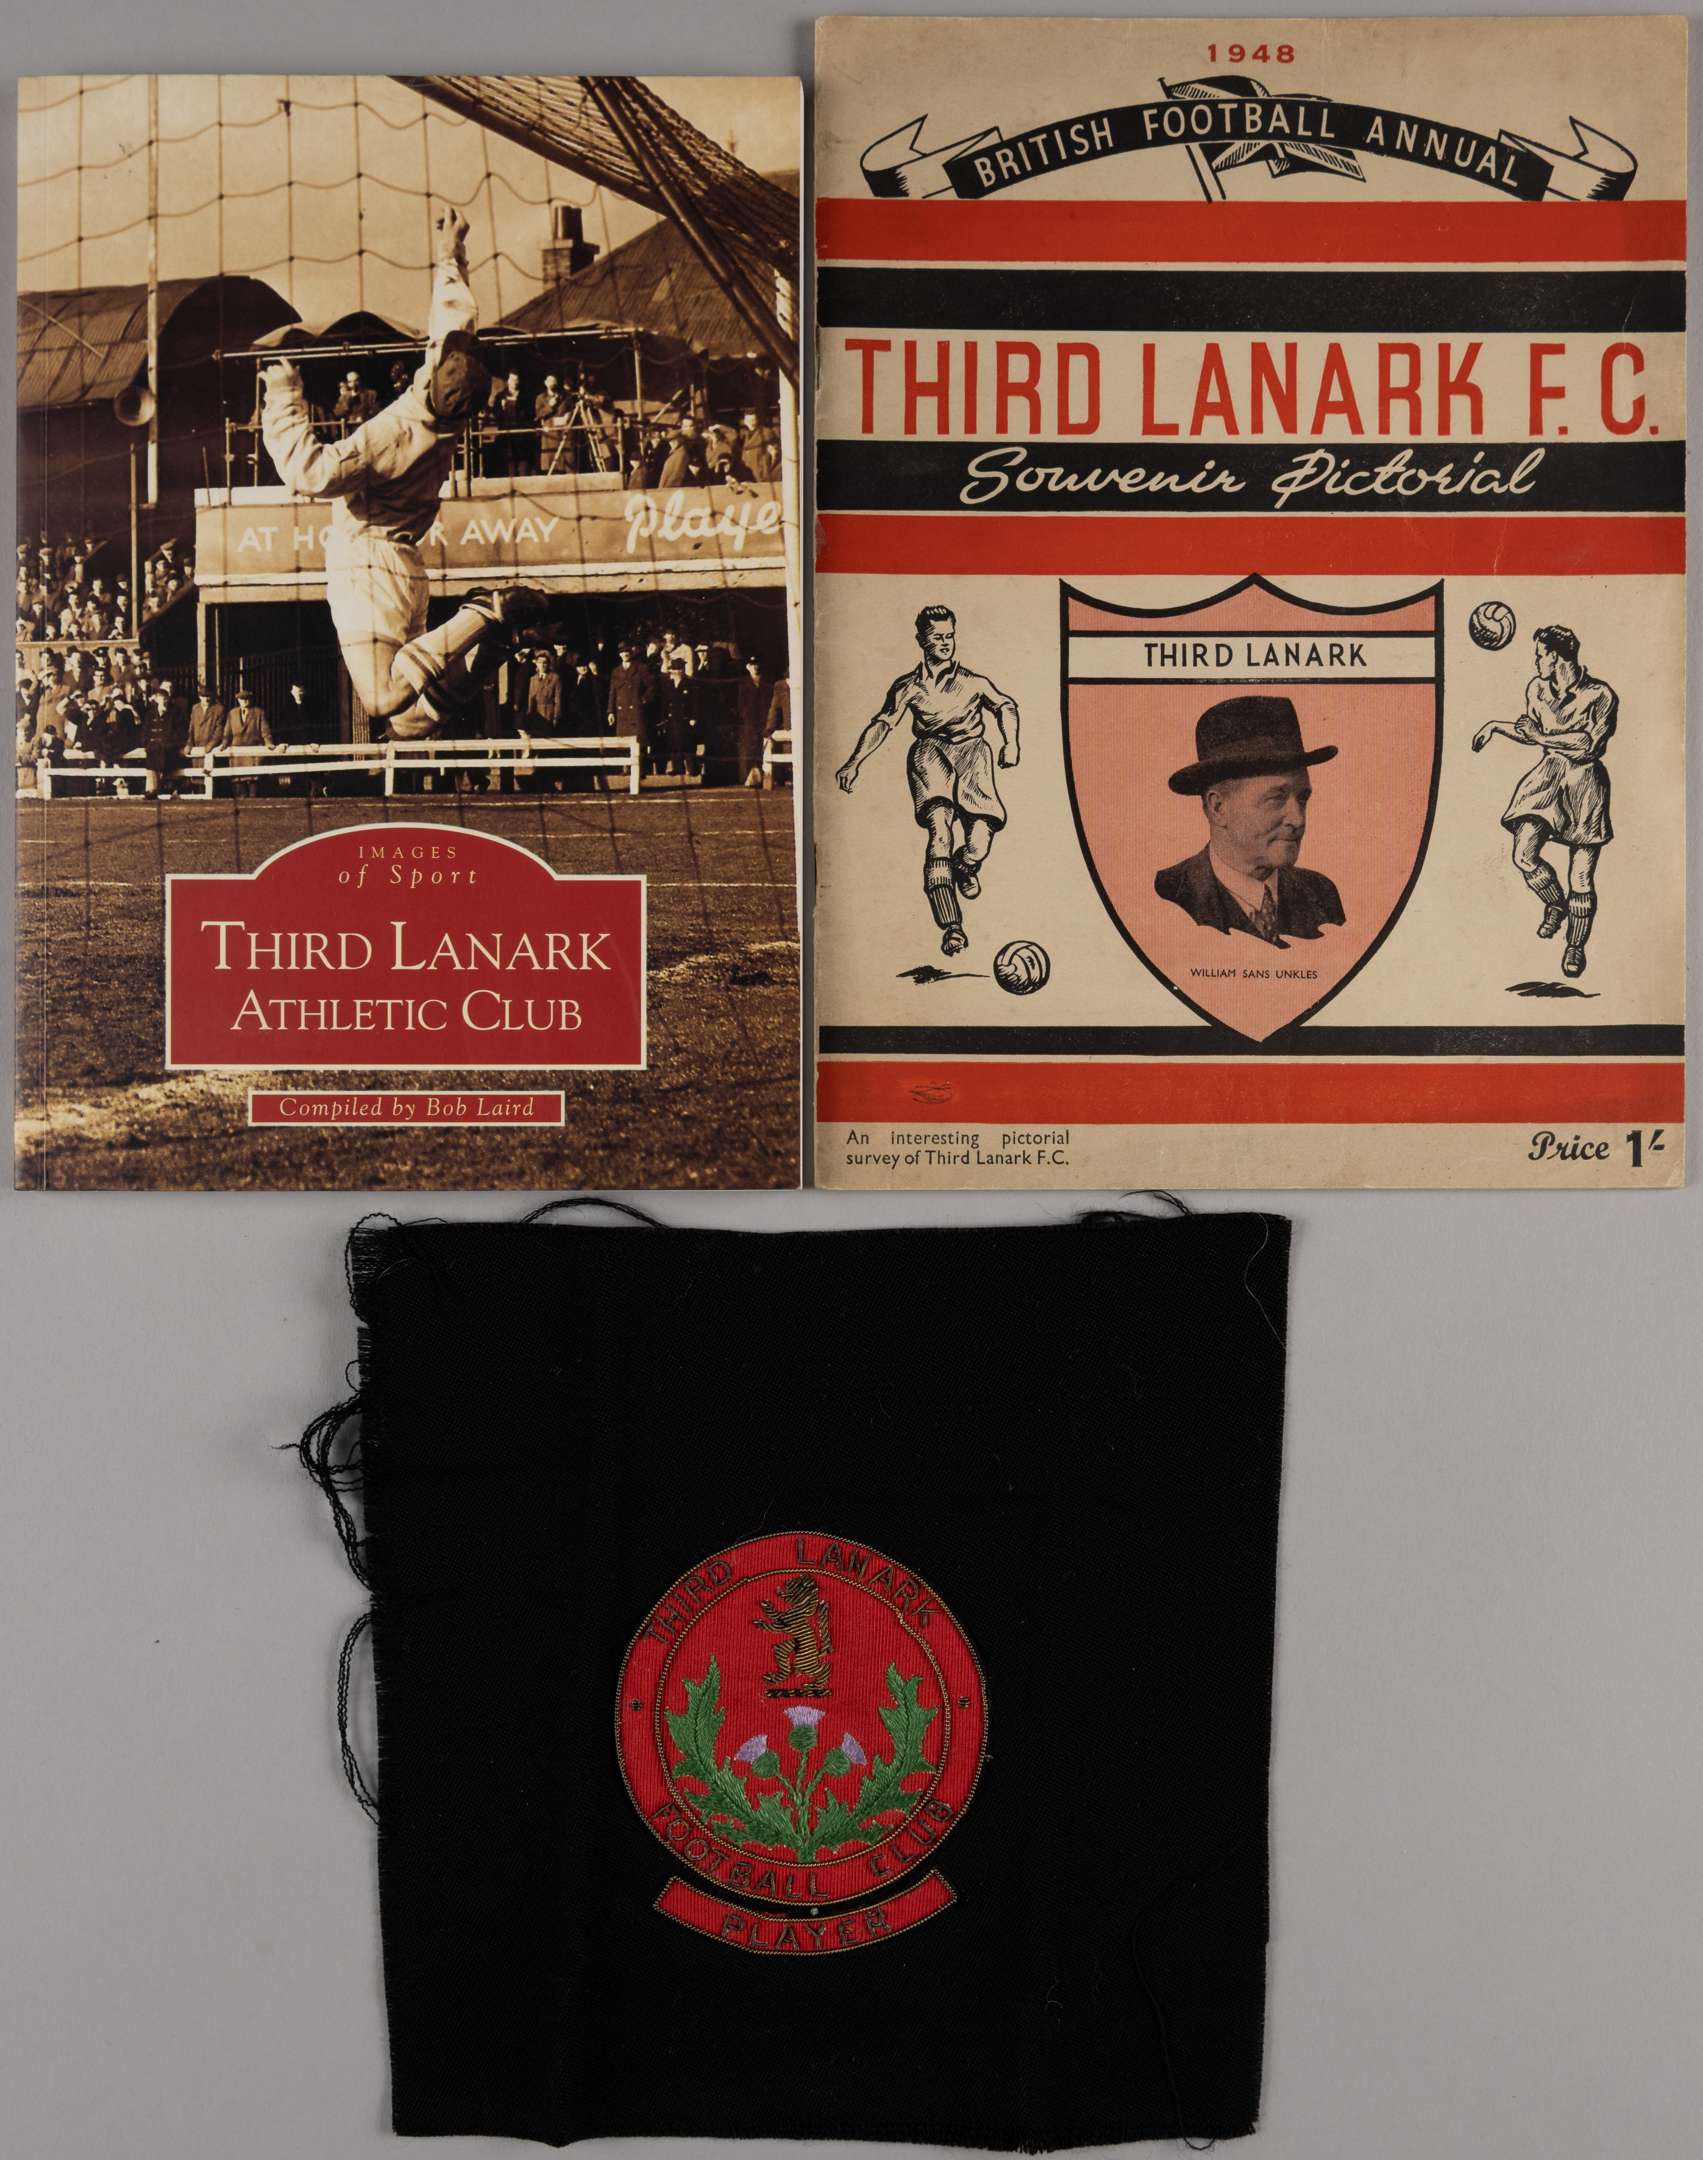 AT HO R AWAY Playe
IMAGES
of Sport
THIRD LANARK
ATHLETIC CLUB
Compiled by Bob Laird
1948
BRITISH FOOTBALL ANNUAL
THIRD LANARK F.C.
Souvenir Pictorial
THIRD LANARK
WILLIAM SANS UNKLES
An interesting pictorial
survey of Third Lanark F.C.
Price 1/-
THIRD LANARK
FOOTBALL CLUB
PLAYER